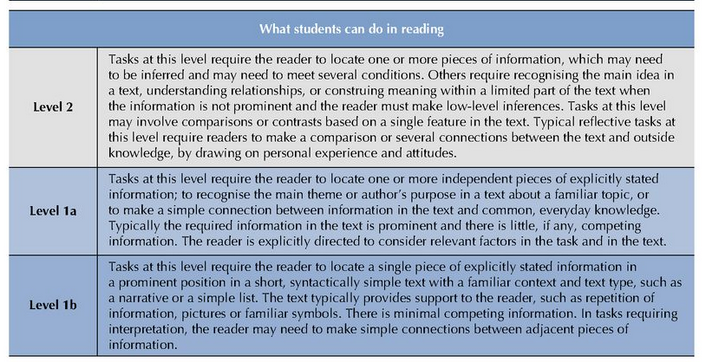 What students can do in reading
Level 2
Tasks at this level require the reader to locate one or more pieces of information, which may need
to be inferred and may need to meet several conditions. Others require recognising the main idea in
a text, understanding relationships, or construing meaning within a limited part of the text when
the information is not prominent and the reader must make low-level inferences. Tasks at this level
may involve comparisons or contrasts based on a single feature in the text. Typical reflective tasks at
this level require readers to make a comparison or several connections between the text and outside
knowledge, by drawing on personal experience and attitudes.
Level 1a
Tasks at this level require the reader to locate one or more independent pieces of explicitly stated
information; to recognise the main theme or author's purpose in a text about a familiar topic, or
to make a simple connection between information in the text and common, everyday knowledge.
Typically the required information in the text is prominent and there is little, if any, competing
information. The reader is explicitly directed to consider relevant factors in the task and in the text.
Level 1b
Tasks at this level require the reader to locate a single piece of explicitly stated information in
a prominent position in a short, syntactically simple text with a familiar context and text type, such as
a narrative or a simple list. The text typically provides support to the reader, such as repetition of
information, pictures or familiar symbols. There is minimal competing information. In tasks requiring
interpretation, the reader may need to make simple connections between adjacent pieces of
information.